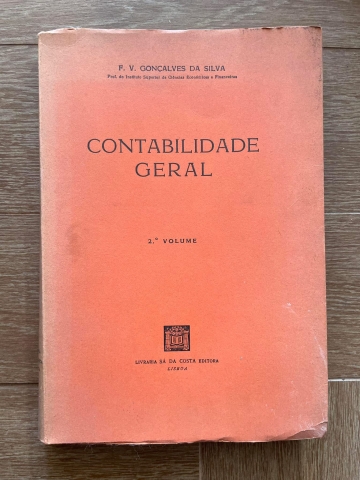 F. V. GONÇALVES DA SILVA
Prof. do Instituto Superior de Ciências Económicas e Financeiras
CONTABILIDADE
GERAL
2.º VOLUME
LIVRARIA SÁ DA COSTA EDITORA
LISBOA